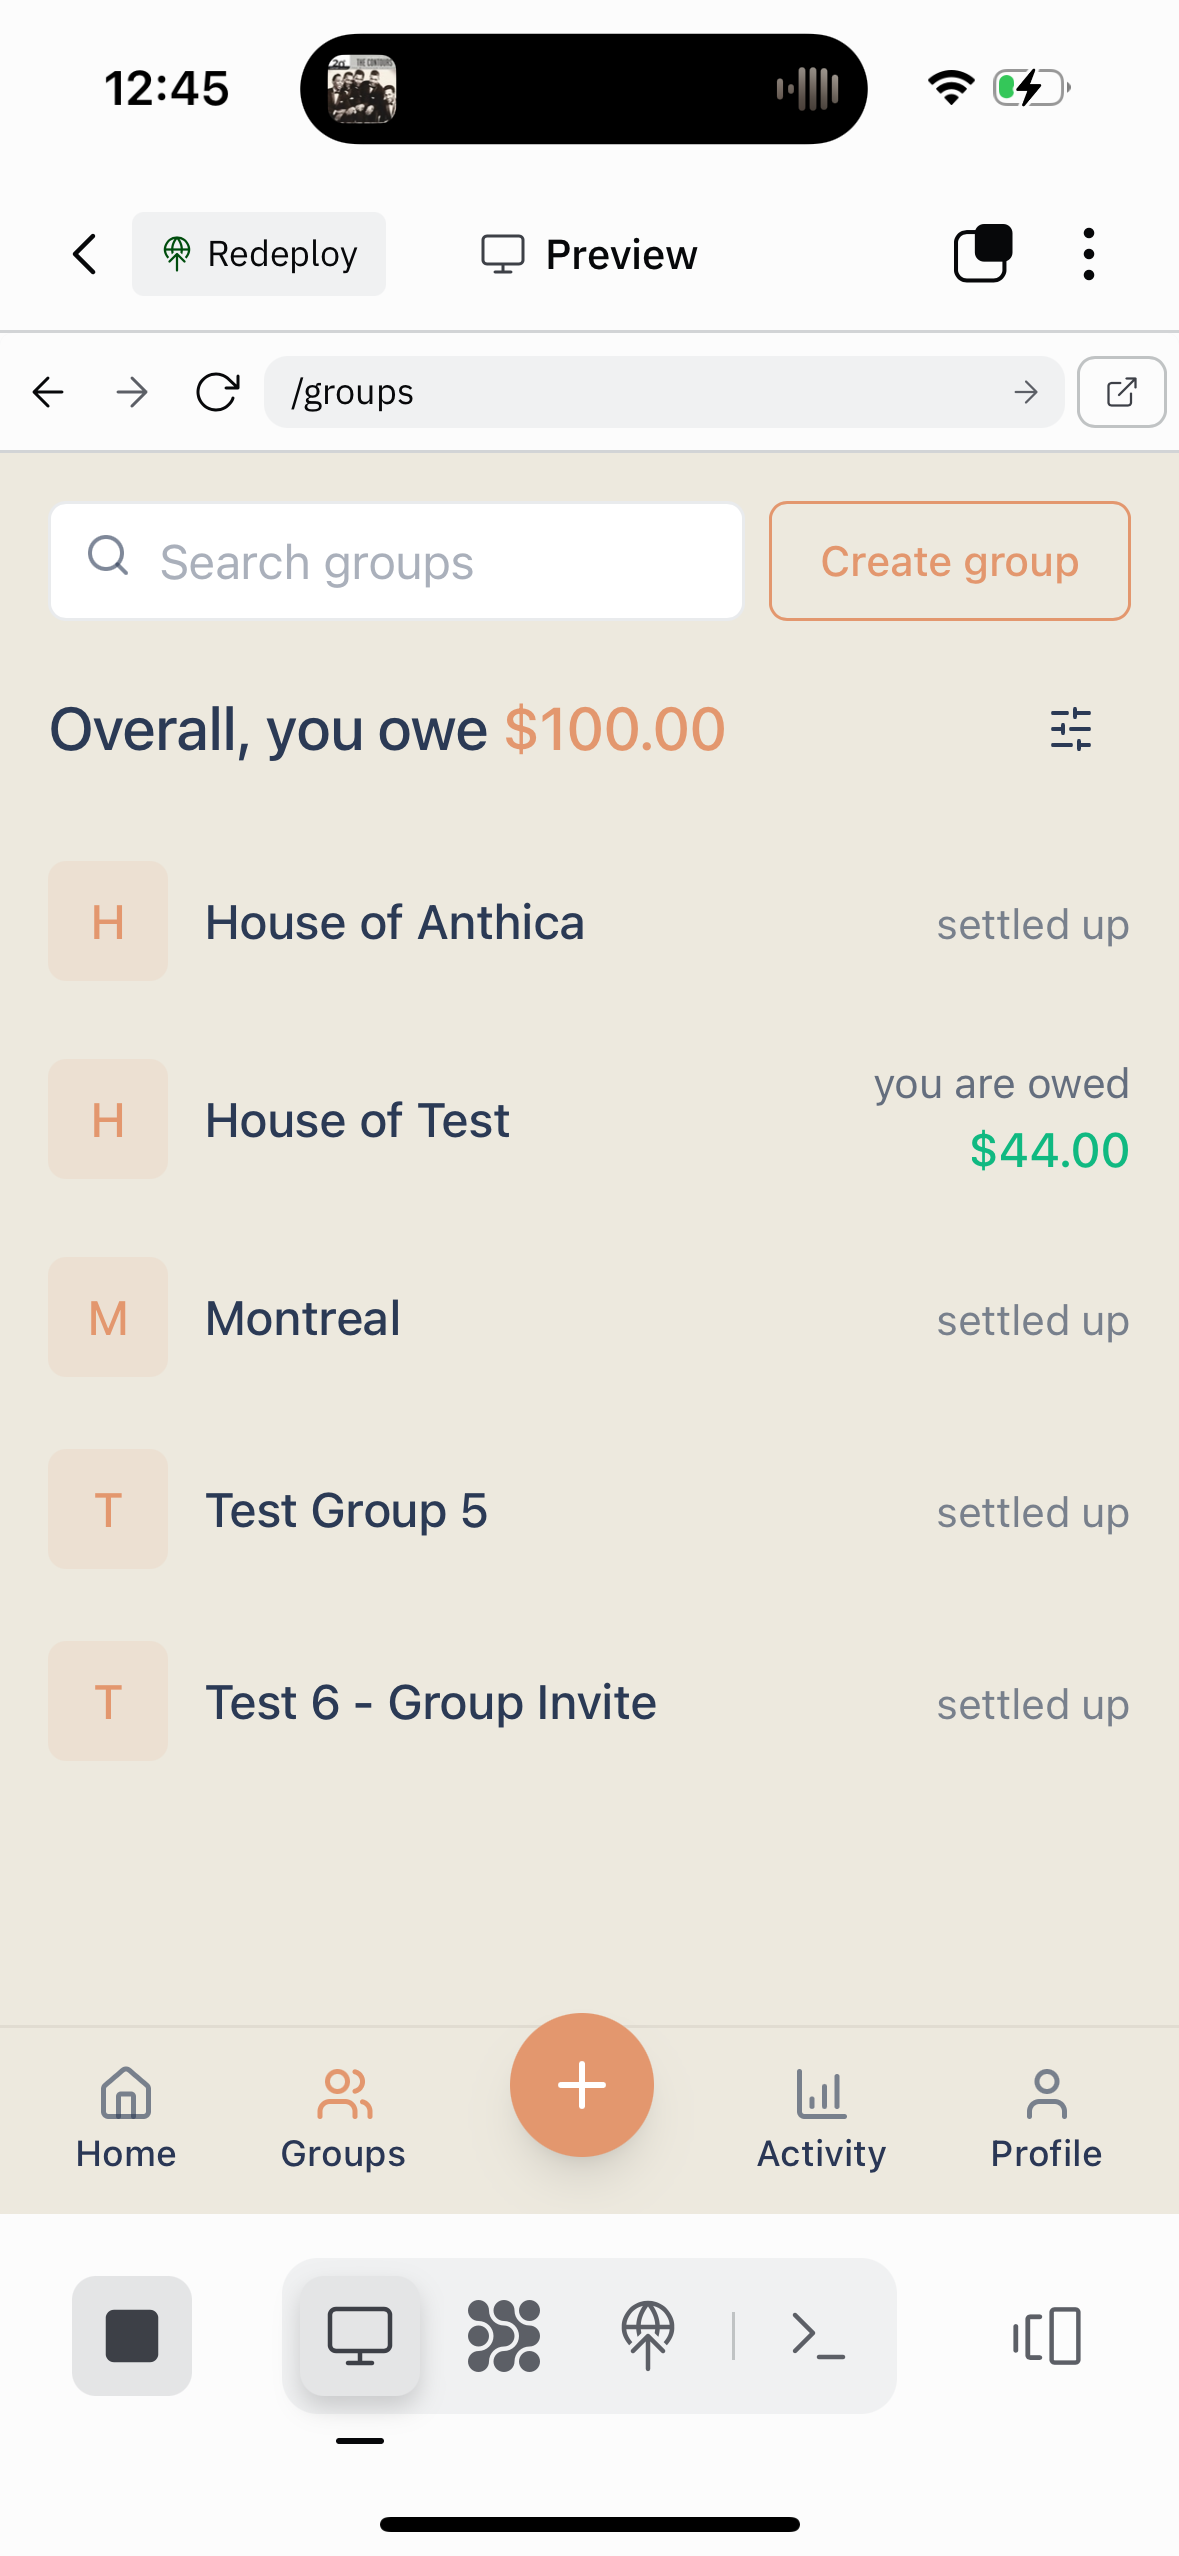 12:45
THE CONTOURS
Redeploy
Preview
/groups
Search groups
Create group
Overall, you owe $100.00
H
House of Anthica
settled up
H
House of Test
you are owed
$44.00
M
Montreal
settled up
T
Test Group 5
settled up
T
Test 6 - Group Invite
settled up
Home
Groups
Activity
Profile